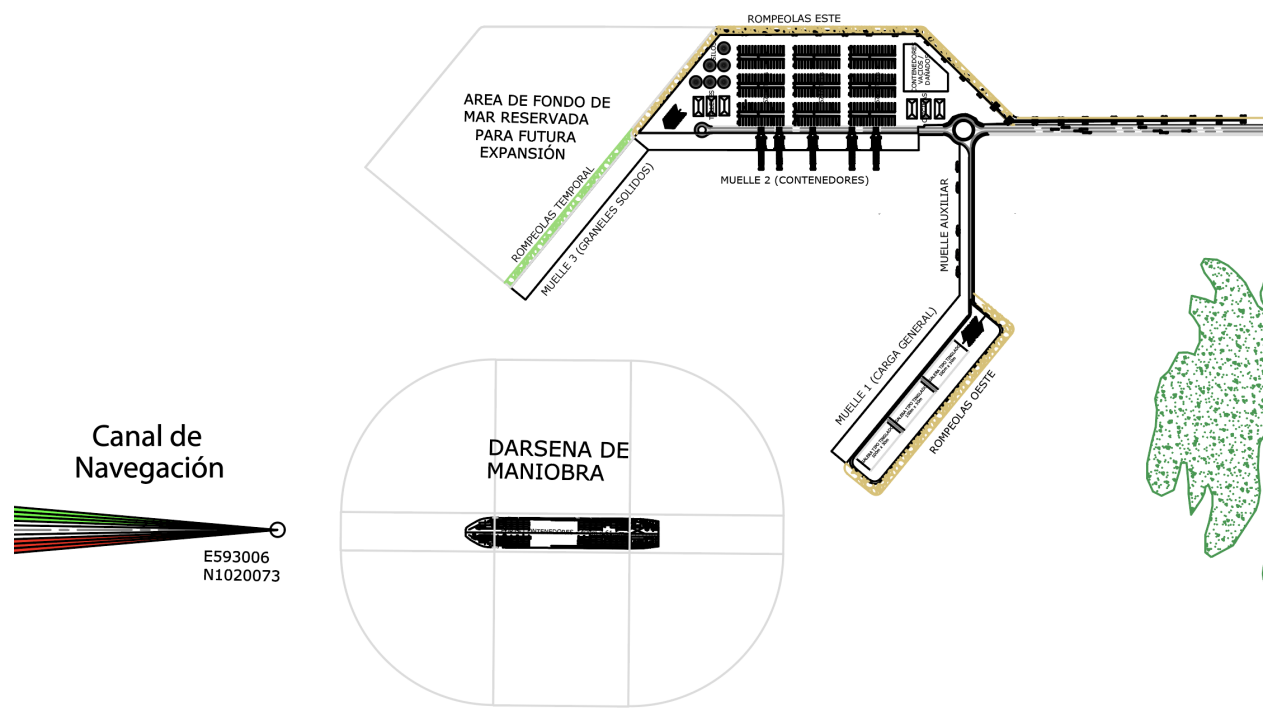 ROMPEOLAS ESTE
AREA DE FONDO DE
MAR RESERVADA
PARA FUTURA
EXPANSIÓN
CONTENEDORES
VACIOS /
DAÑADOS
ROMPEOLAS TEMPORAL
MUELLE 3 (GRANELES SOLIDOS)
MUELLE 2 (CONTENEDORES)
MUELLE AUXILIAR
MUELLE 1 (CARGA GENERAL)
ROMPEOLAS OESTE
Canal de
Navegación
DARSENA DE
MANIOBRA
E593006
N1020073